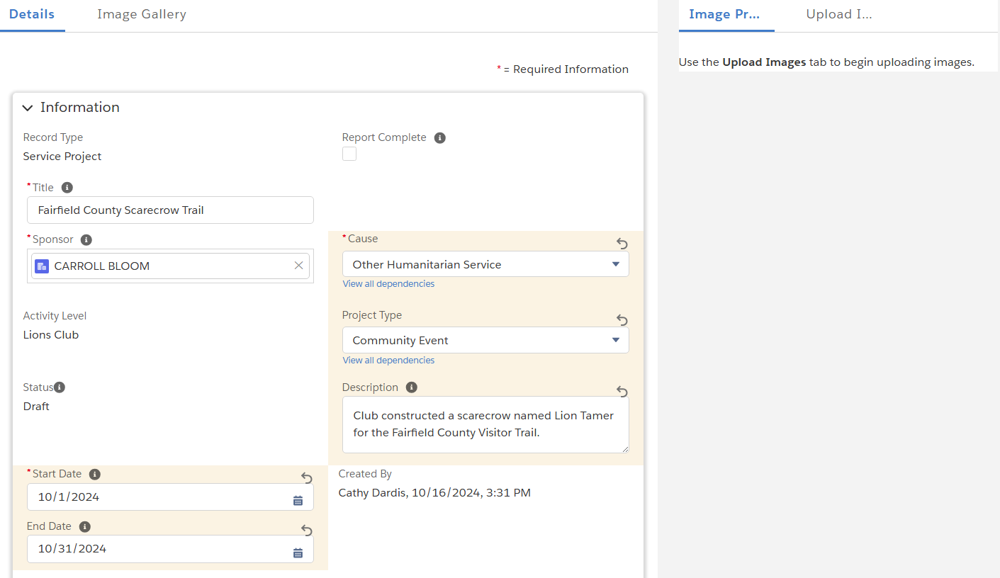 Details
Image Gallery
Image Pr...
Upload I...
* = Required Information
Use the Upload Images tab to begin uploading images.
Information
Record Type
Service Project
Report Complete
* Title
Fairfield County Scarecrow Trail
* Sponsor
CARROLL BLOOM
* Cause
Other Humanitarian Service
View all dependencies
Activity Level
Lions Club
Project Type
Community Event
View all dependencies
Status
Draft
Description
Club constructed a scarecrow named Lion Tamer
for the Fairfield County Visitor Trail.
* Start Date
10/1/2024
Created By
Cathy Dardis, 10/16/2024, 3:31 PM
End Date
10/31/2024